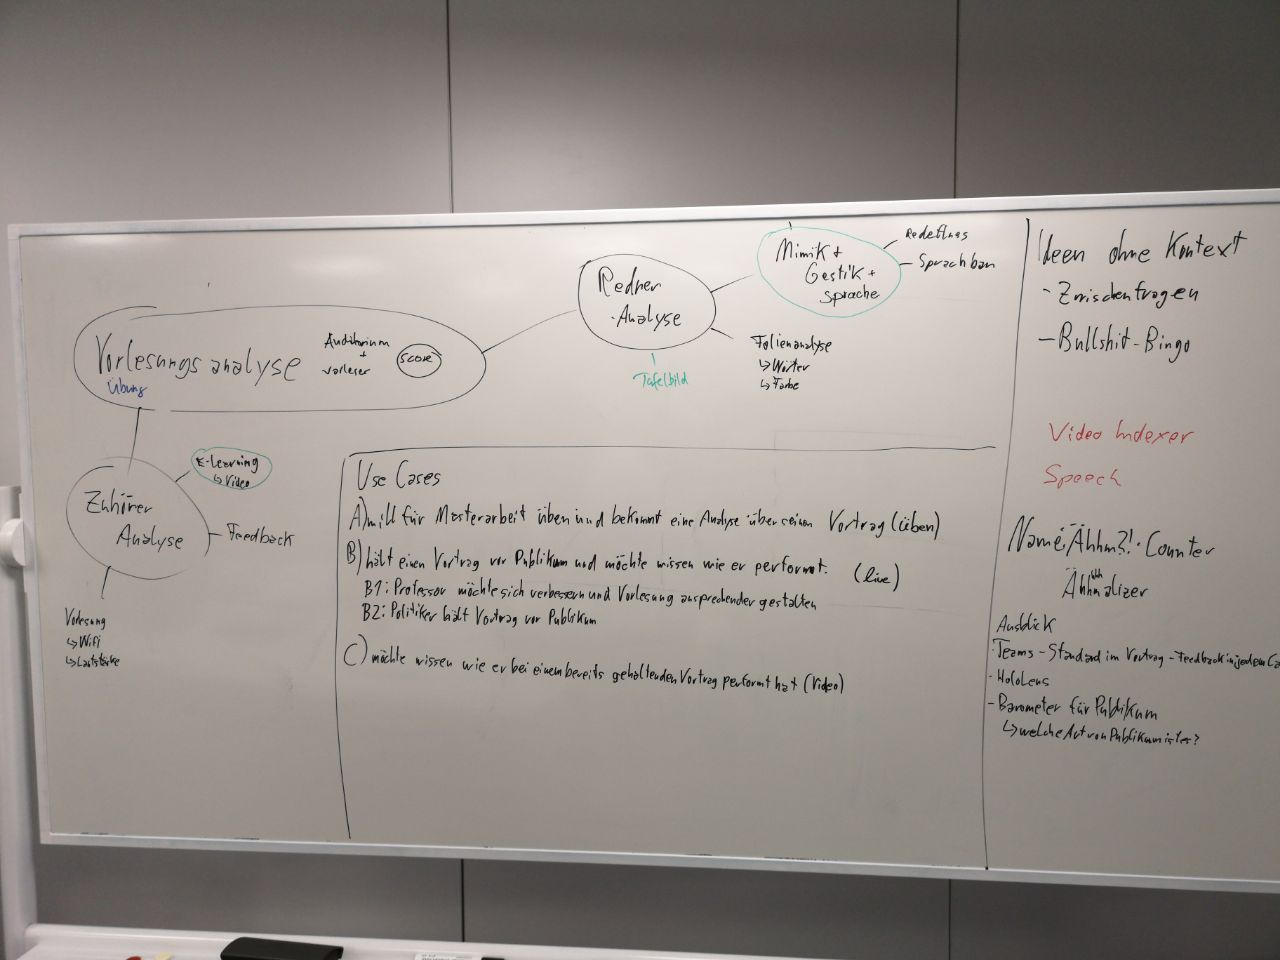 Vorlesungsanalyse
Übung
Auditorium
+
vorleser
Score
Redner
-Analyse
Mimik +
Gestik +
Sprache
Redefluss
Sprachbar
Folienanalyse
↳ Wörter
↳ Farbe
Tafelbild
Zuhörer
Analyse
E-Learning
↳ Video
Feedback
Vorlesung
↳ Wifi
↳ Lautstärke
Use Cases
A) will für Masterarbeit üben und bekommt eine Analyse über seinen Vortrag (üben)
B) hält einen Vortrag vor Publikum und möchte wissen wie er performt. (live)
B1: Professor möchte sich verbessern und Vorlesung ansprechender gestalten
B2: Politiker hält Vortrag vor Publikum
C) möchte wissen wie er bei einem bereits gehaltenden Vortrag performt hat (Video)
Ideen ohne Kontext
- Zwischenfragen
- Bullshit-Bingo
Video Indexer
Speech
Name: Ähhm?!-Counter
Ähhmalizer
Ausblick
- Teams - Standard im Vortrag - Feedback in jedem
- HoloLens
- Barometer für Publikum
↳ welche Art von Publikum ist es?